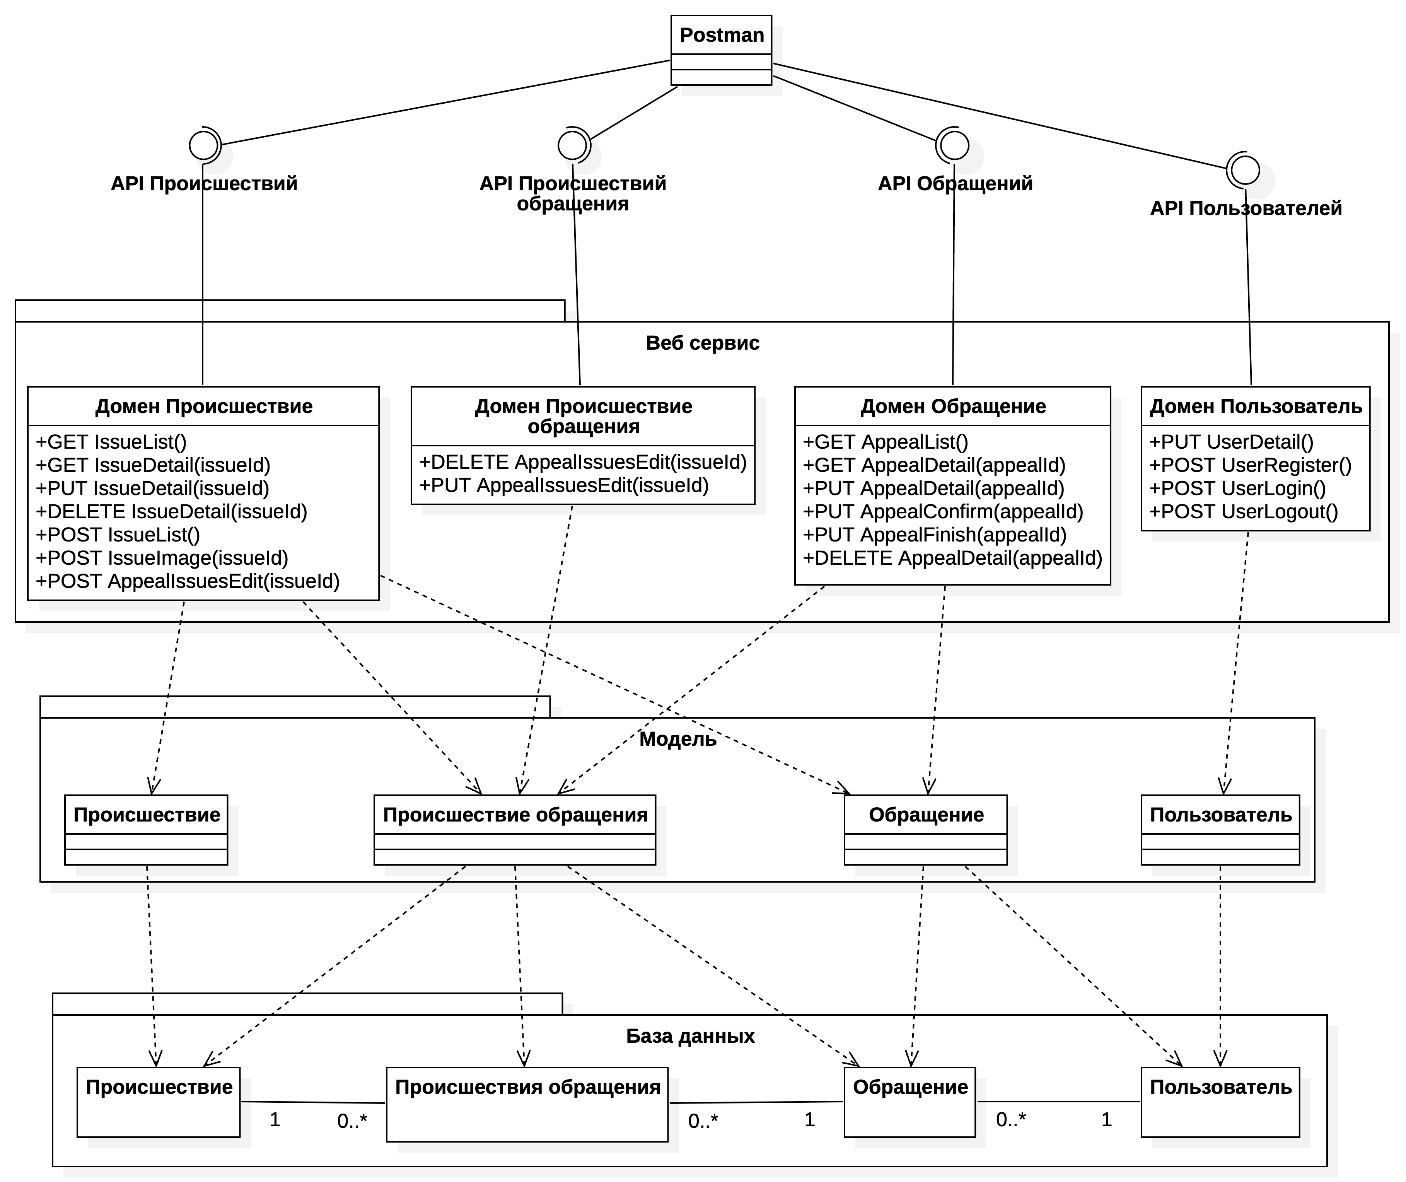 Postman
API Происшествий
API Происшествий
обращения
API Обращений
API Пользователей
Веб сервис
Домен Происшествие
+GET IssueList()
+GET IssueDetail(issueId)
+PUT IssueDetail(issueId)
+DELETE IssueDetail(issueId)
+POST IssueList()
+POST IssueImage(issueId)
+POST AppealIssuesEdit(issueId)
Домен Происшествие
обращения
+DELETE AppealIssuesEdit(issueId)
+PUT AppealIssuesEdit(issueId)
Домен Обращение
+GET AppealList()
+GET AppealDetail(appealId)
+PUT AppealDetail(appealId)
+PUT AppealConfirm(appealId)
+PUT AppealFinish(appealId)
+DELETE AppealDetail(appealId)
Домен Пользователь
+PUT UserDetail()
+POST UserRegister()
+POST UserLogin()
+POST UserLogout()
Модель
Происшествие
Происшествие обращения
Обращение
Пользователь
База данных
Происшествие
Происшествия обращения
Обращение
Пользователь
1
0..*
0..*
1
0..*
1